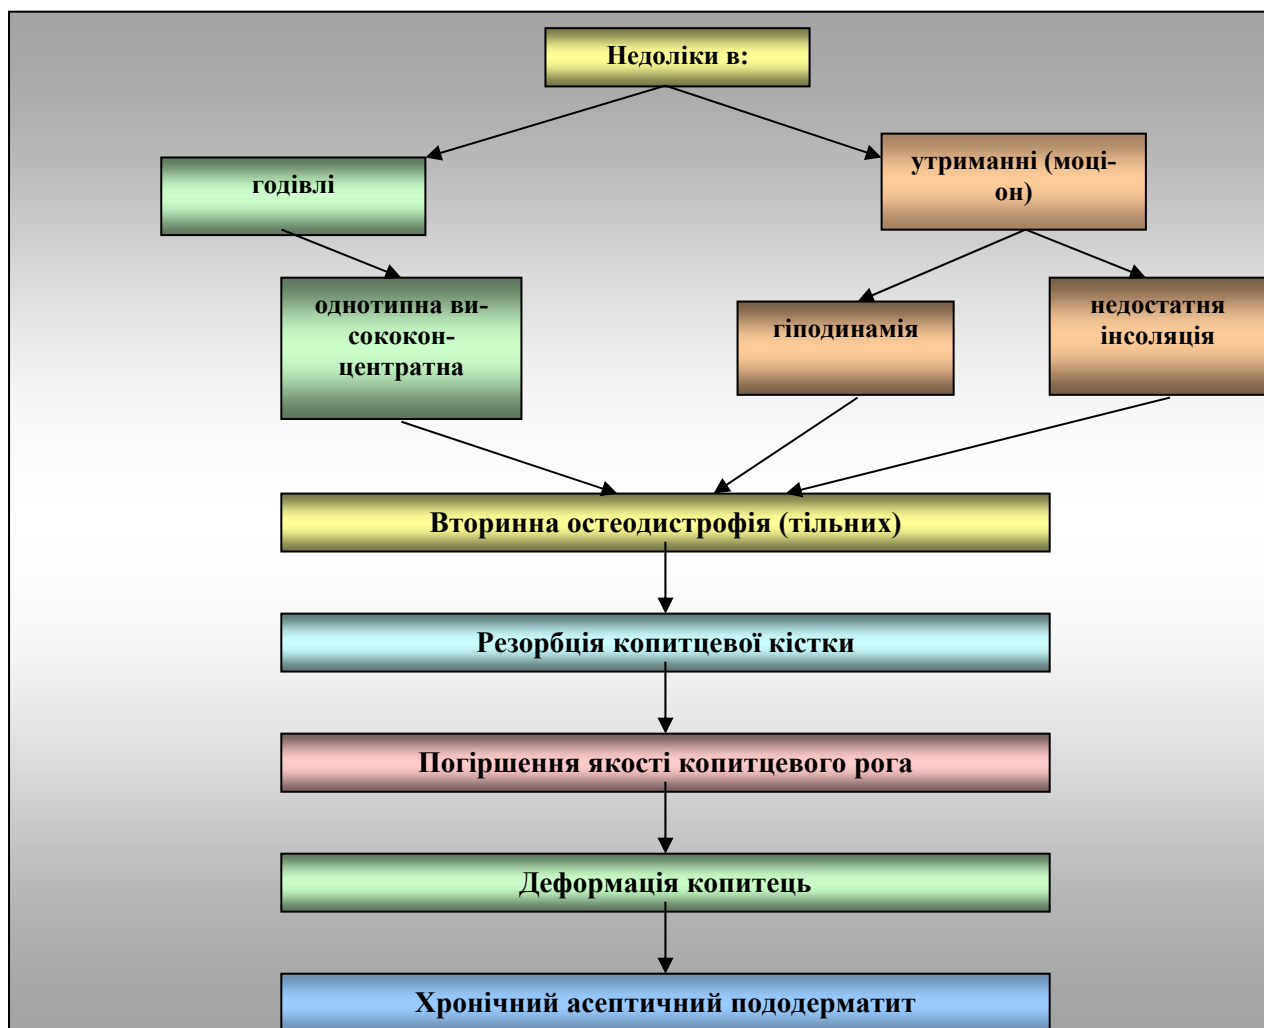 Недоліки в:
годівлі
утриманні (моці-
он)
однотипна ви-
сококон-
центратна
гіподинамія
недостатня
інсоляція
Вторинна остеодистрофія (тільних)
Резорбція копитцевої кістки
Погіршення якості копитцевого рога
Деформація копитець
Хронічний асептичний пододерматит